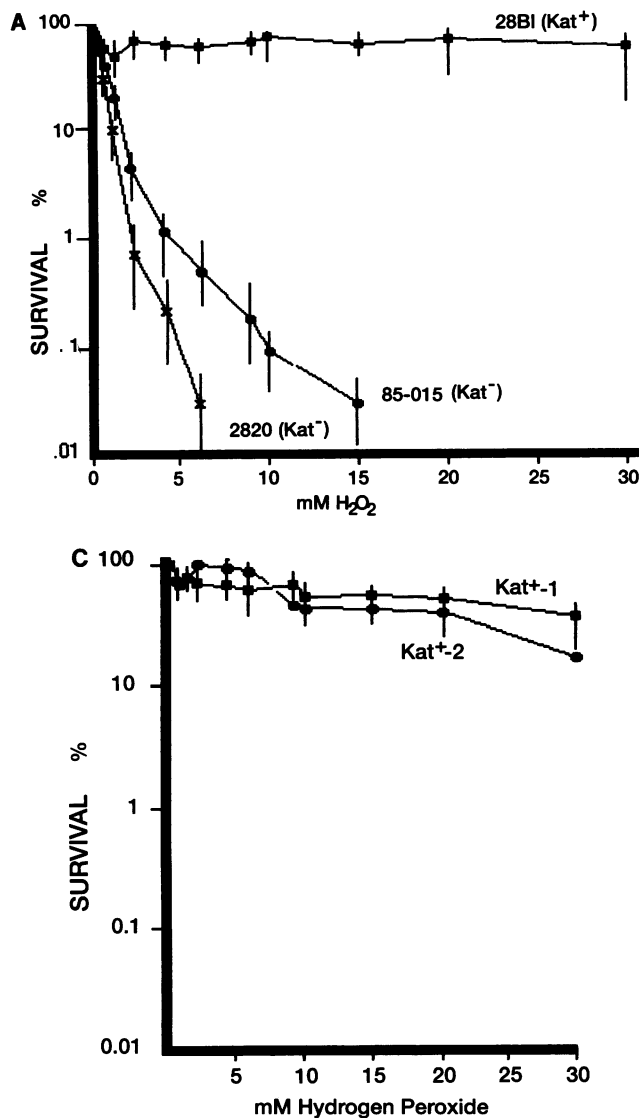 A
28BI (Kat+)
100
10
1
.1
.01
SURVIVAL %
85-015 (Kat-)
2820 (Kat-)
0 5 10 15 20 25 30
mM H2O2
C
100
10
1
0.1
0.01
SURVIVAL %
Kat+-1
Kat+-2
5 10 15 20 25 30
mM Hydrogen Peroxide